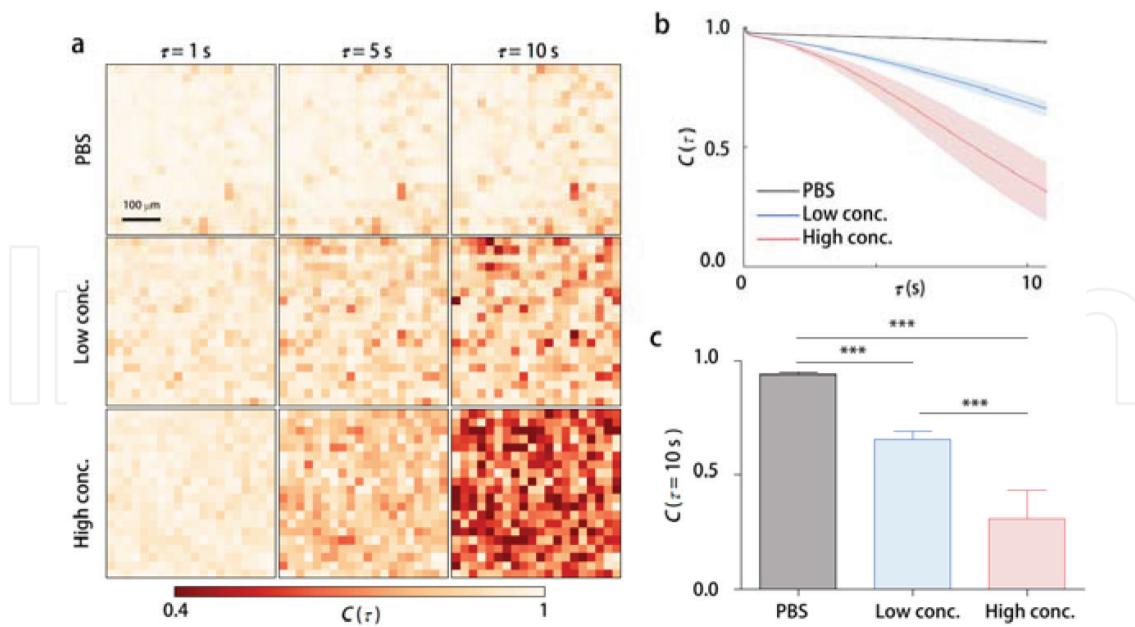 a
τ = 1 s
τ = 5 s
τ = 10 s
PBS
100 μm
Low conc.
High conc.
0.4
1
C(τ)
b
1.0
0.5
0.0
C(τ)
PBS
Low conc.
High conc.
0
10
τ(s)
c
***
***
***
1.0
0.5
0.0
C(τ = 10 s)
PBS
Low conc.
High conc.